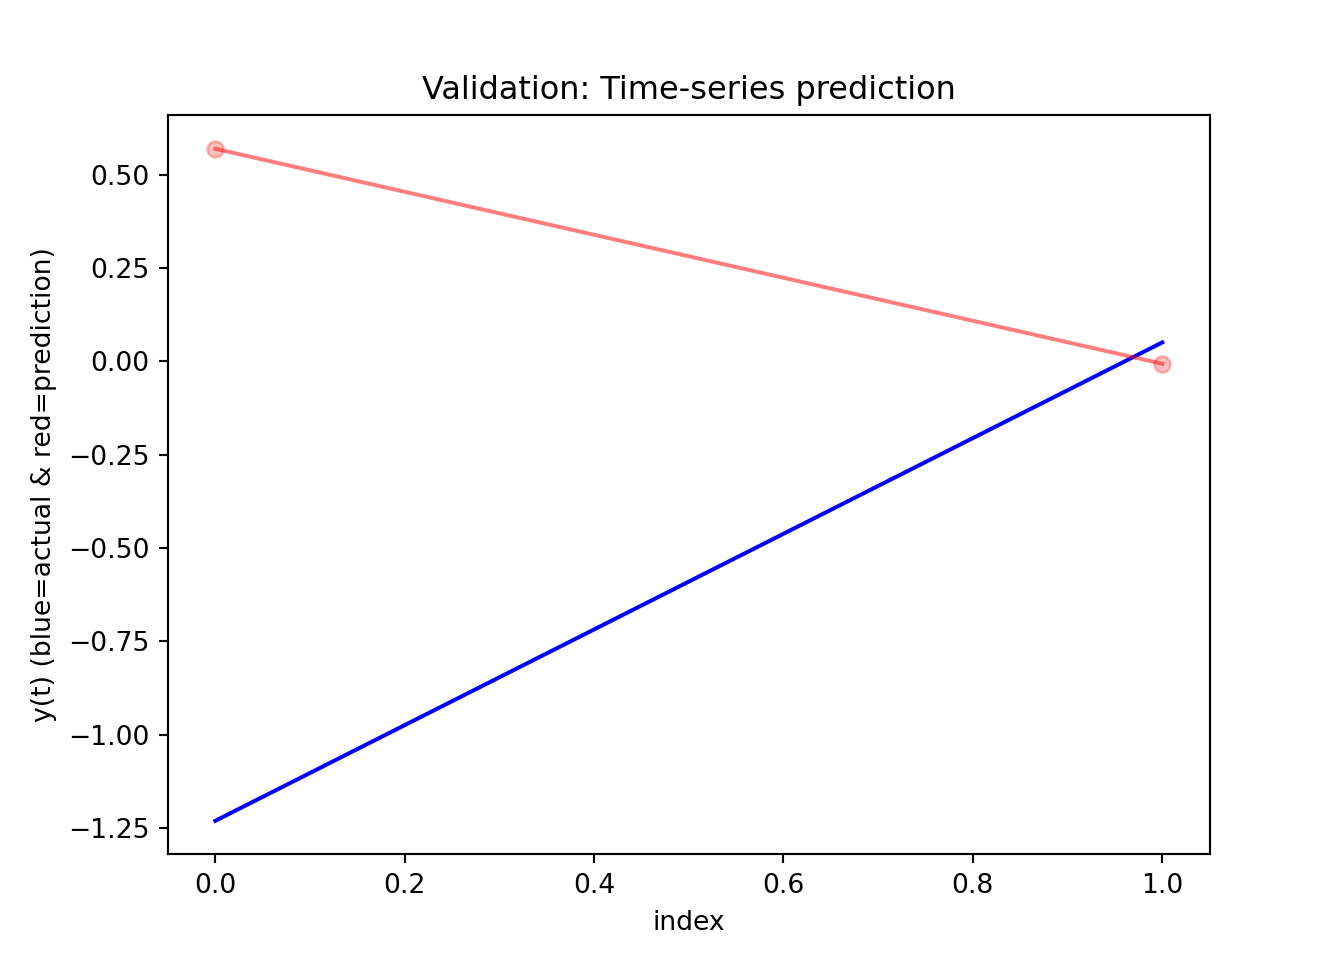 Validation: Time-series prediction
y(t) (blue=actual & red=prediction)
0.50
0.25
0.00
−0.25
−0.50
−0.75
−1.00
−1.25
0.0 0.2 0.4 0.6 0.8 1.0
index